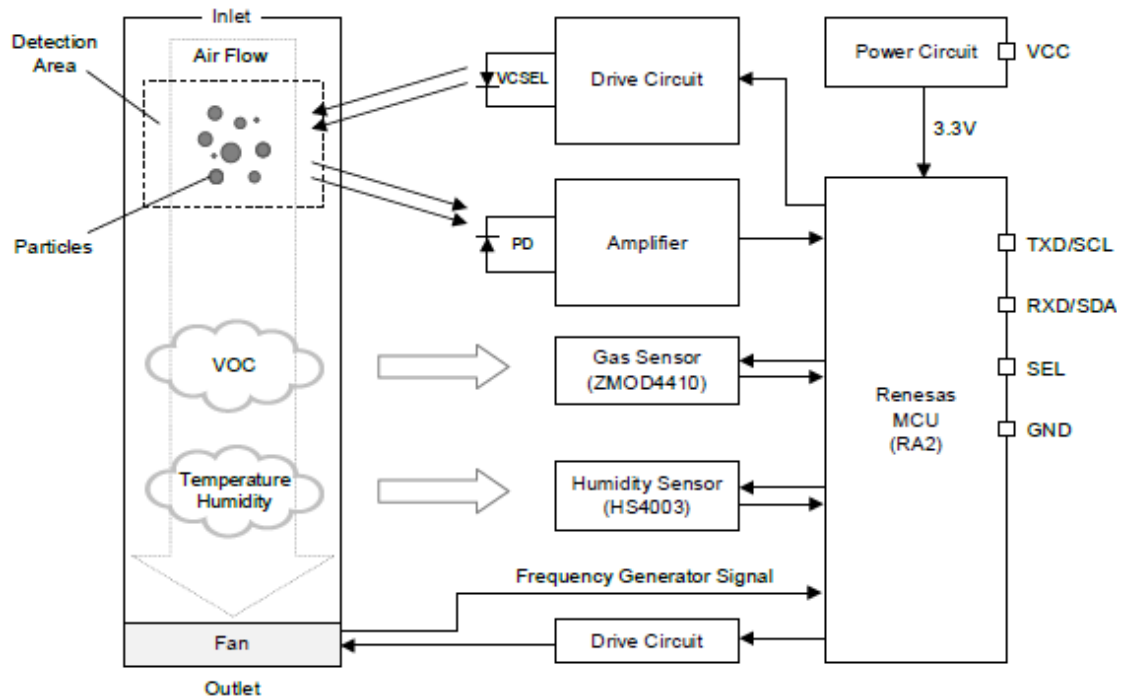 Inlet
Detection
Area
Air Flow
Particles
VOC
Temperature
Humidity
Fan
Outlet
VCSEL
Drive Circuit
PD
Amplifier
Gas Sensor
(ZMOD4410)
Humidity Sensor
(HS4003)
Frequency Generator Signal
Drive Circuit
Power Circuit
VCC
3.3V
Renesas
MCU
(RA2)
TXD/SCL
RXD/SDA
SEL
GND